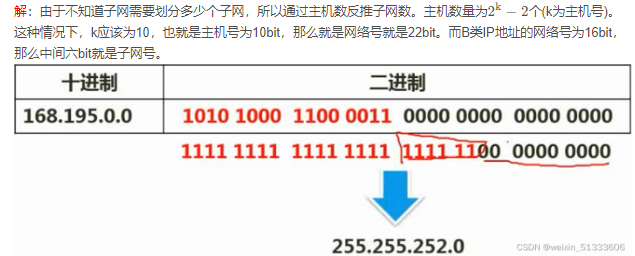 解：由于不知道子网需要划分多少个子网，所以通过主机数反推子网数。主机数量为2^k − 2个(k为主机号)。
这种情况下，k应该为10，也就是主机号为10bit，那么就是网络号就是22bit。而B类IP地址的网络号为16bit，
那么中间六bit就是子网号。
十进制 二进制
168.195.0.0 1010 1000 1100 0011 0000 0000 0000 0000
1111 1111 1111 1111 1111 1100 0000 0000
255.255.252.0
CSDN @weixin_51333606